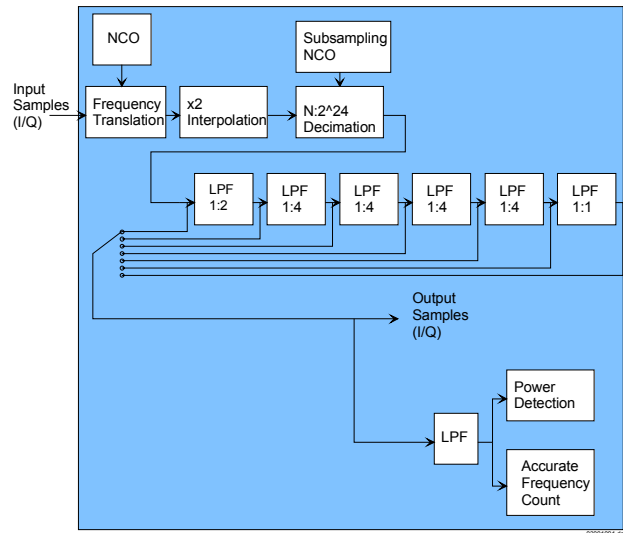 NCO
Subsampling
NCO
Input
Samples
(I/Q)
Frequency
Translation
x2
Interpolation
N:2^24
Decimation
LPF
1:2
LPF
1:4
LPF
1:4
LPF
1:4
LPF
1:4
LPF
1:1
Output
Samples
(I/Q)
Power
Detection
LPF
Accurate
Frequency
Count